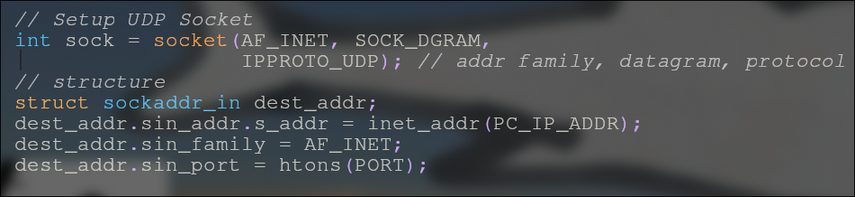 // Setup UDP Socket
int sock = socket(AF_INET, SOCK_DGRAM,
                  IPPROTO_UDP); // addr family, datagram, protocol
// structure
struct sockaddr_in dest_addr;
dest_addr.sin_addr.s_addr = inet_addr(PC_IP_ADDR);
dest_addr.sin_family = AF_INET;
dest_addr.sin_port = htons(PORT);